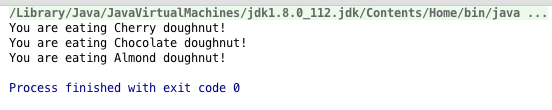 /Library/Java/JavaVirtualMachines/jdk1.8.0_112.jdk/Contents/Home/bin/java ...
You are eating Cherry doughnut!
You are eating Chocolate doughnut!
You are eating Almond doughnut!
Process finished with exit code 0